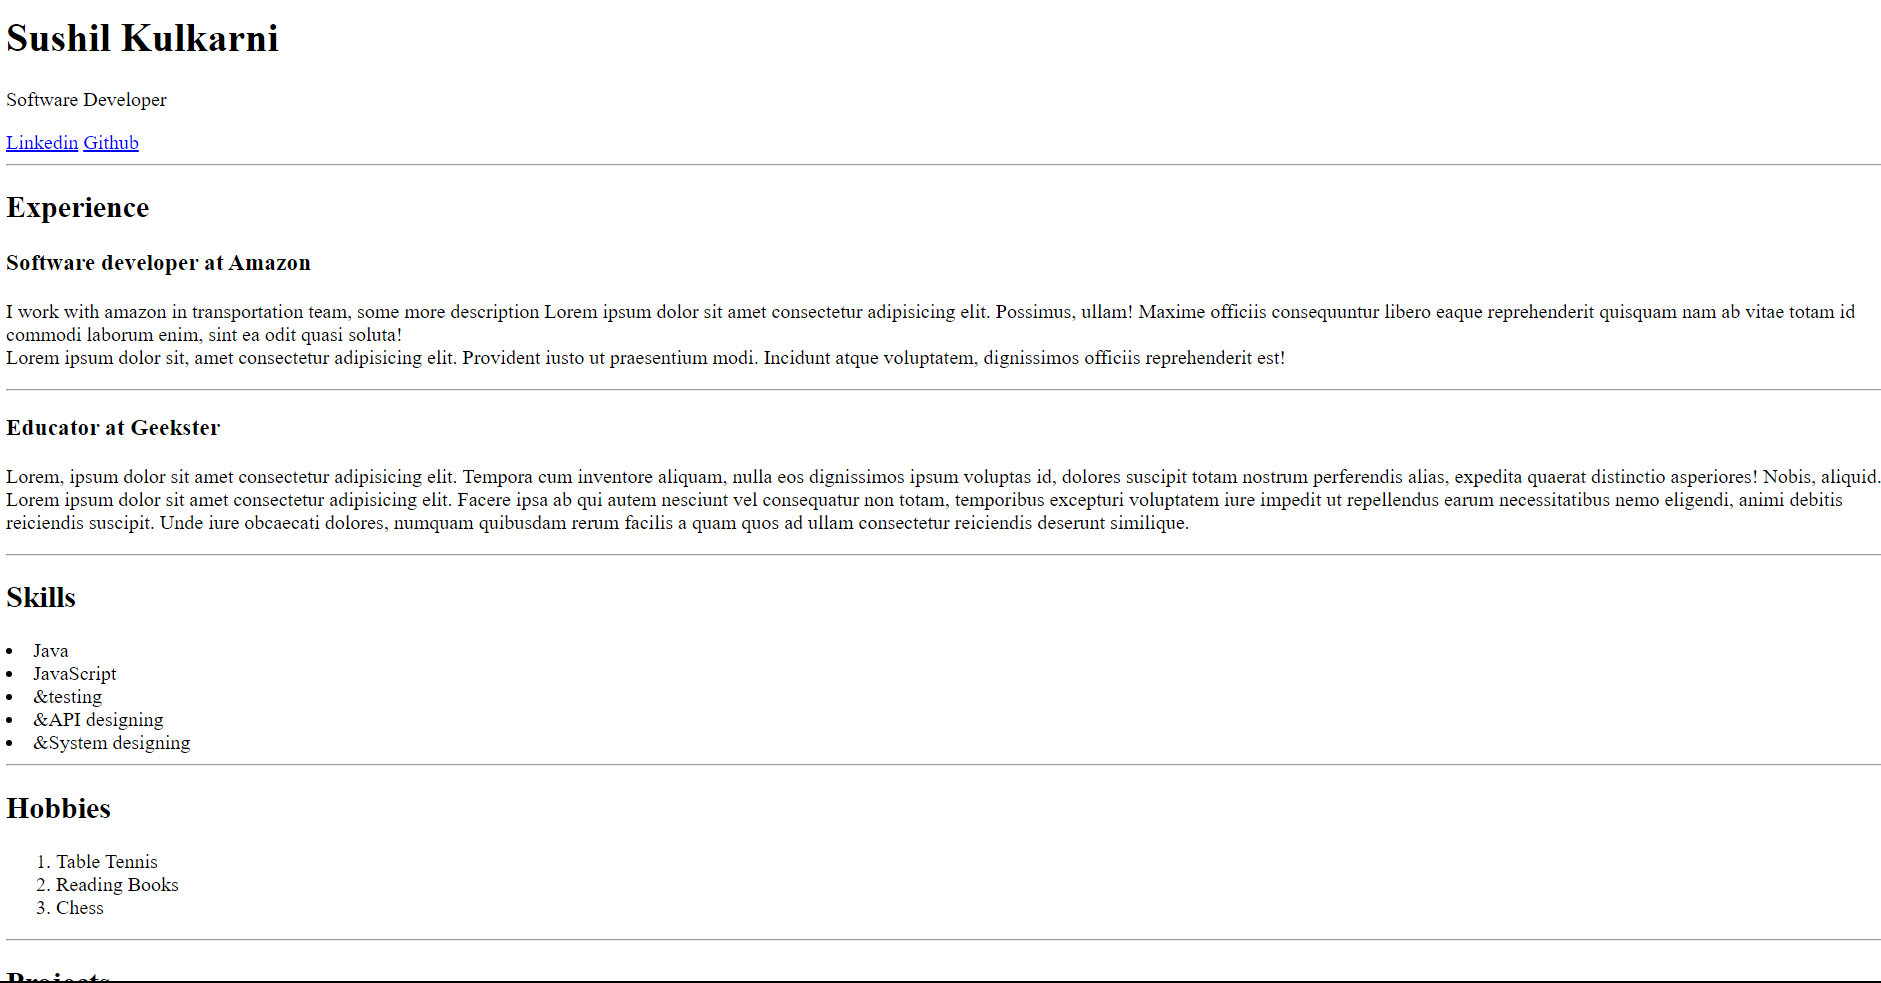 Sushil Kulkarni
Software Developer
Linkedin Github
Experience
Software developer at Amazon
I work with amazon in transportation team, some more description Lorem ipsum dolor sit amet consectetur adipisicing elit. Possimus, ullam! Maxime officiis consequuntur libero eaque reprehenderit quisquam nam ab vitae totam id
commodi laborum enim, sint ea odit quasi soluta!
Lorem ipsum dolor sit, amet consectetur adipisicing elit. Provident iusto ut praesentium modi. Incidunt atque voluptatem, dignissimos officiis reprehenderit est!
Educator at Geekster
Lorem, ipsum dolor sit amet consectetur adipisicing elit. Tempora cum inventore aliquam, nulla eos dignissimos ipsum voluptas id, dolores suscipit totam nostrum perferendis alias, expedita quaerat distinctio asperiores! Nobis, aliquid.
Lorem ipsum dolor sit amet consectetur adipisicing elit. Facere ipsa ab qui autem nesciunt vel consequatur non totam, temporibus excepturi voluptatem iure impedit ut repellendus earum necessitatibus nemo eligendi, animi debitis
reiciendis suscipit. Unde iure obcaecati dolores, numquam quibusdam rerum facilis a quam quos ad ullam consectetur reiciendis deserunt similique.
Skills
• Java
• JavaScript
• &testing
• &API designing
• &System designing
Hobbies
1. Table Tennis
2. Reading Books
3. Chess
Projects